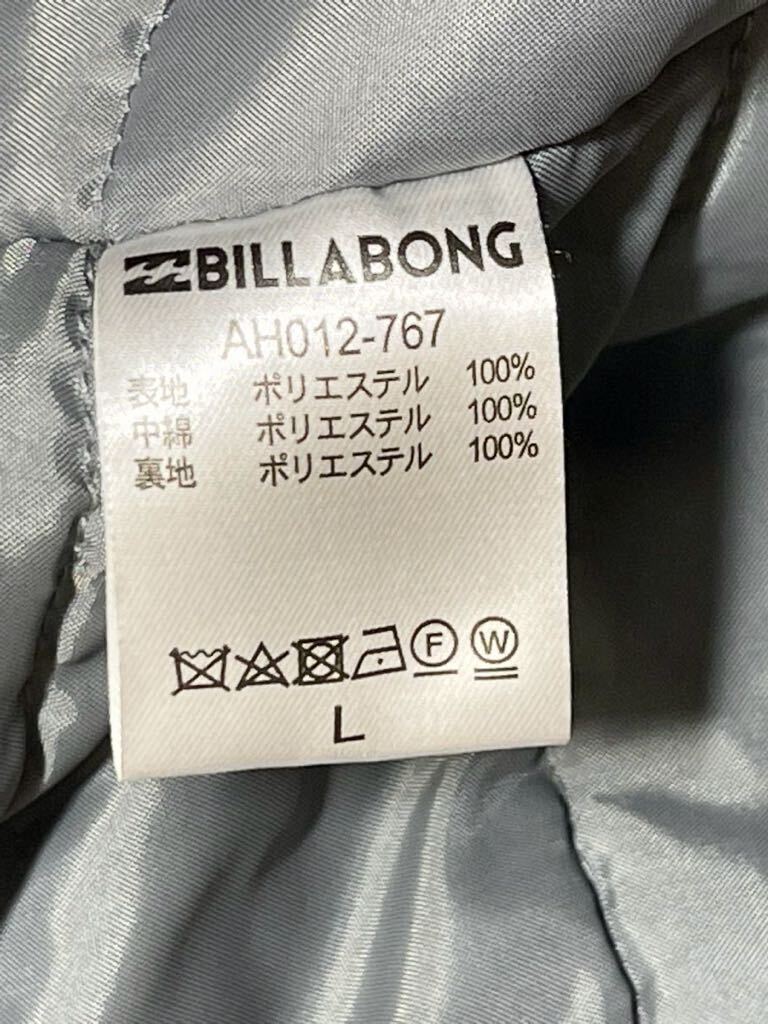 BILLABONG
AH012-767
表地 ポリエステル 100%
中綿 ポリエステル 100%
裏地 ポリエステル 100%
F W
L